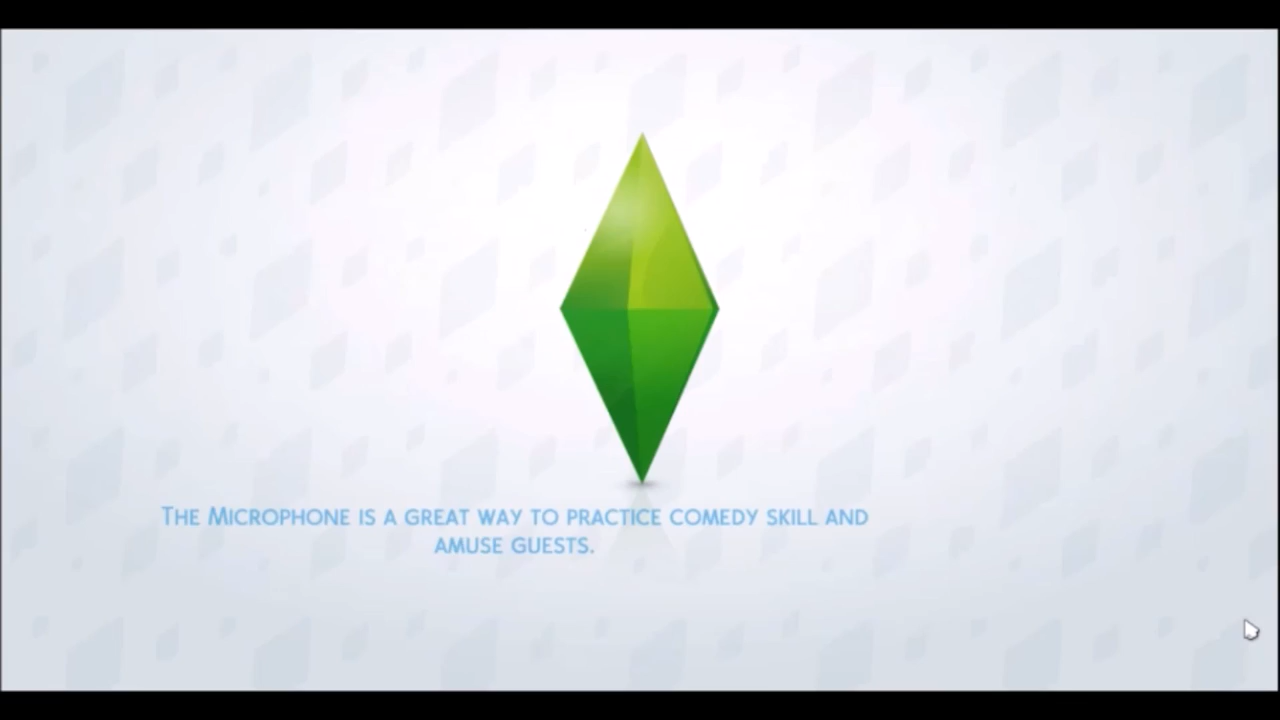 The Microphone is a great way to practice comedy skill and
amuse guests.